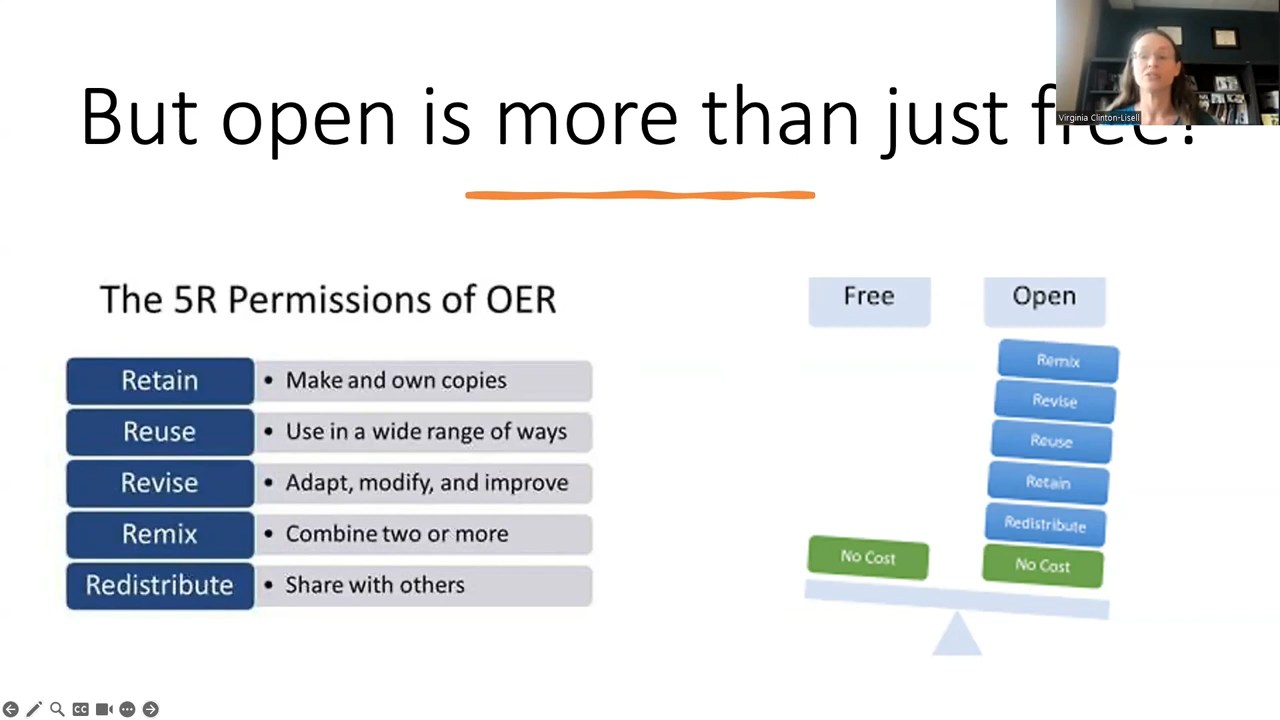 But open is more than just free!
Virginia Clinton-Lisell
The 5R Permissions of OER
Retain
• Make and own copies
Reuse
• Use in a wide range of ways
Revise
• Adapt, modify, and improve
Remix
• Combine two or more
Redistribute
• Share with others
Free
Open
Remix
Revise
Reuse
Retain
Redistribute
No Cost
No Cost
CC